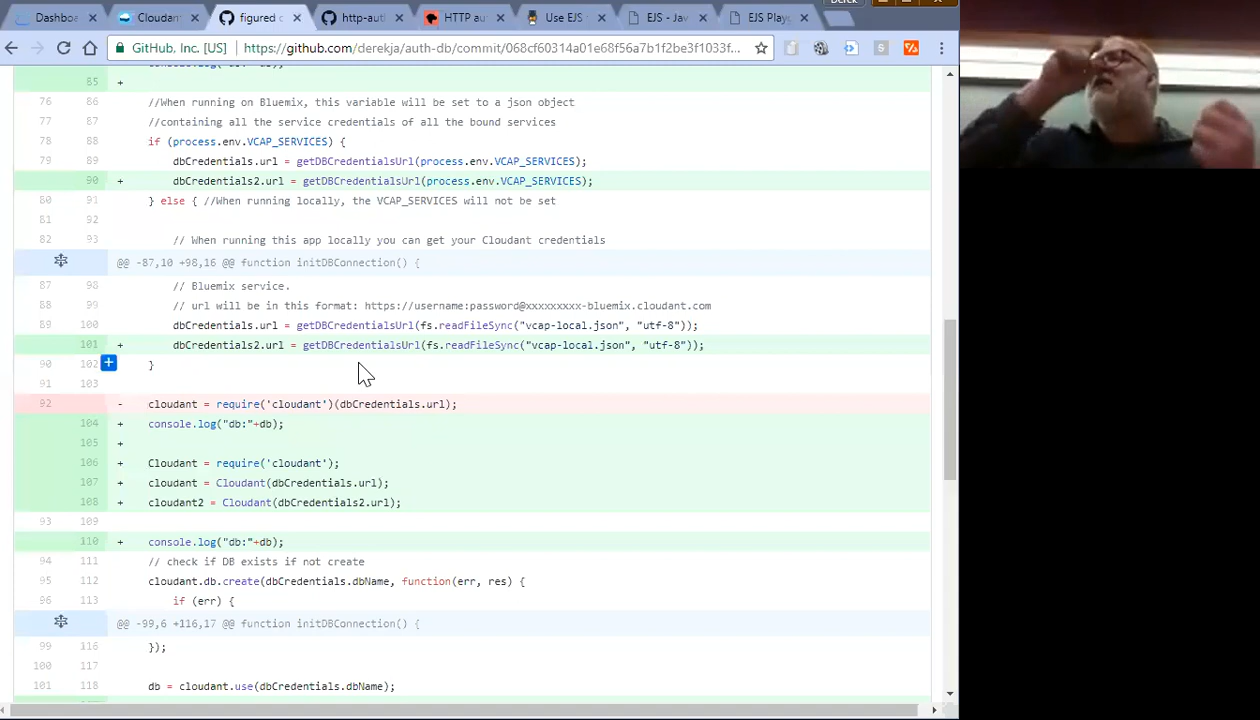 Derek
Dashbo
Cloudant
figured c
http-auth
HTTP au
Use EJS
EJS - Jav
EJS Play
GitHub, Inc. [US]
https://github.com/derekja/auth-db/commit/068cf60314a01e68f56a7b1f2be3f1033f...
85 +
76 86 //When running on Bluemix, this variable will be set to a json object
77 87 //containing all the service credentials of all the bound services
78 88 if (process.env.VCAP_SERVICES) {
79 89 dbCredentials.url = getDBCredentialsUrl(process.env.VCAP_SERVICES);
90 + dbCredentials2.url = getDBCredentialsUrl(process.env.VCAP_SERVICES);
80 91 } else { //When running locally, the VCAP_SERVICES will not be set
81 92
82 93 // When running this app locally you can get your Cloudant credentials
@@ -87,10 +98,16 @@ function initDBConnection() {
87 98 // Bluemix service.
88 99 // url will be in this format: https://username:password@xxxxxxxxx-bluemix.cloudant.com
89 100 dbCredentials.url = getDBCredentialsUrl(fs.readFileSync("vcap-local.json", "utf-8"));
101 + dbCredentials2.url = getDBCredentialsUrl(fs.readFileSync("vcap-local.json", "utf-8"));
90 102 }
91 103
92 - cloudant = require('cloudant')(dbCredentials.url);
104 + console.log("db:"+db);
105 +
106 + Cloudant = require('cloudant');
107 + cloudant = Cloudant(dbCredentials.url);
108 + cloudant2 = Cloudant(dbCredentials2.url);
93 109
110 + console.log("db:"+db);
94 111 // check if DB exists if not create
95 112 cloudant.db.create(dbCredentials.dbName, function(err, res) {
96 113 if (err) {
@@ -99,6 +116,17 @@ function initDBConnection() {
99 116 });
100 117
101 118 db = cloudant.use(dbCredentials.dbName);